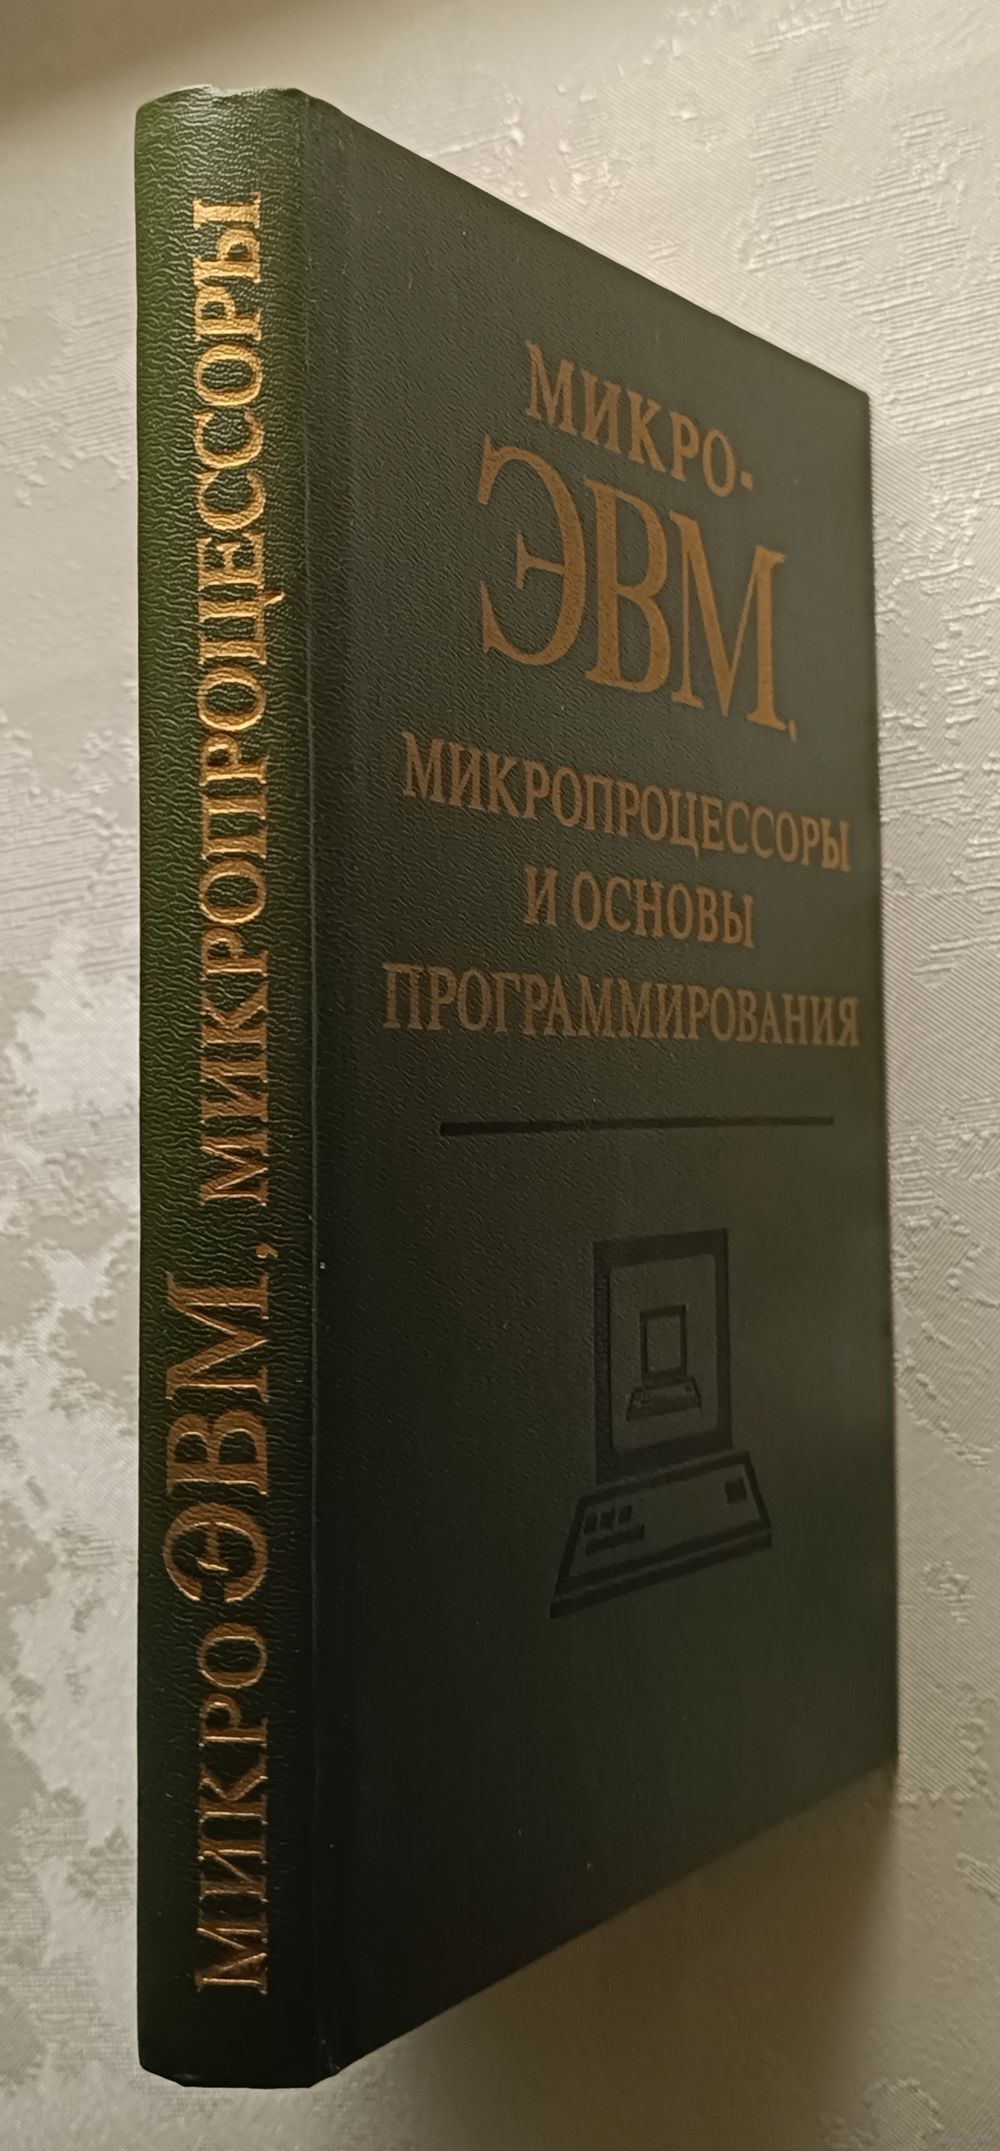 МИКРО ЭВМ, МИКРОПРОЦЕССОРЫ
МИКРО-
ЭВМ,
МИКРОПРОЦЕССОРЫ
И ОСНОВЫ
ПРОГРАММИРОВАНИЯ